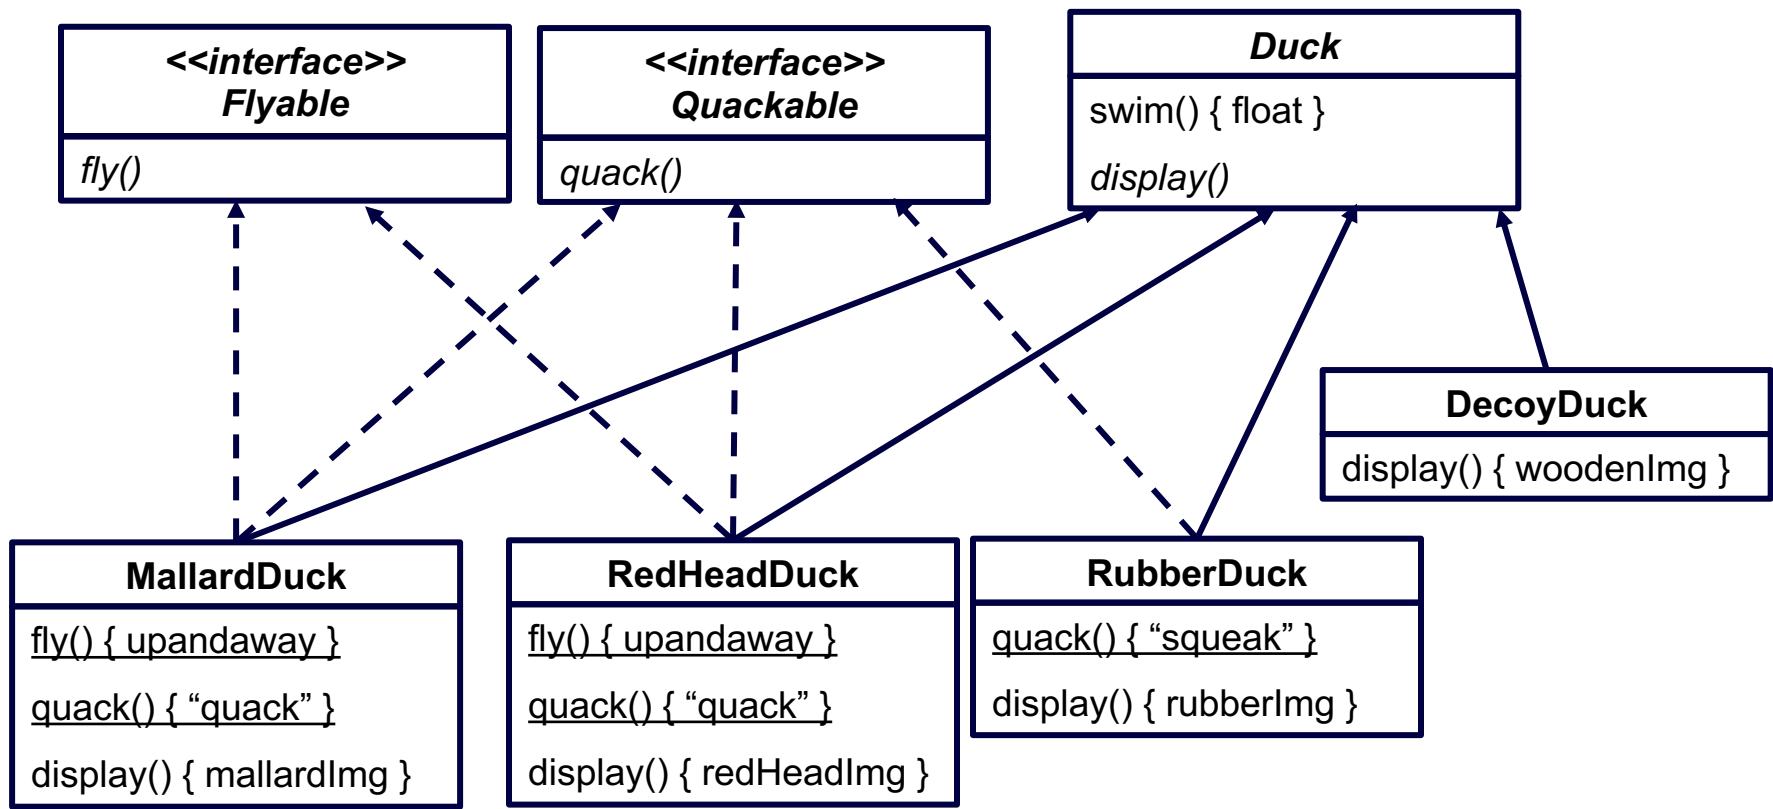 <<interface>>
Flyable
fly()
<<interface>>
Quackable
quack()
Duck
swim() { float }
display()
DecoyDuck
display() { woodenImg }
MallardDuck
fly() { upandaway }
quack() { “quack” }
display() { mallardImg }
RedHeadDuck
fly() { upandaway }
quack() { “quack” }
display() { redHeadImg }
RubberDuck
quack() { “squeak” }
display() { rubberImg }